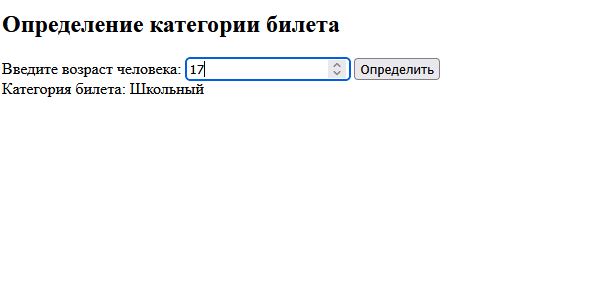 Определение категории билета
Введите возраст человека: 17 Определить
Категория билета: Школьный